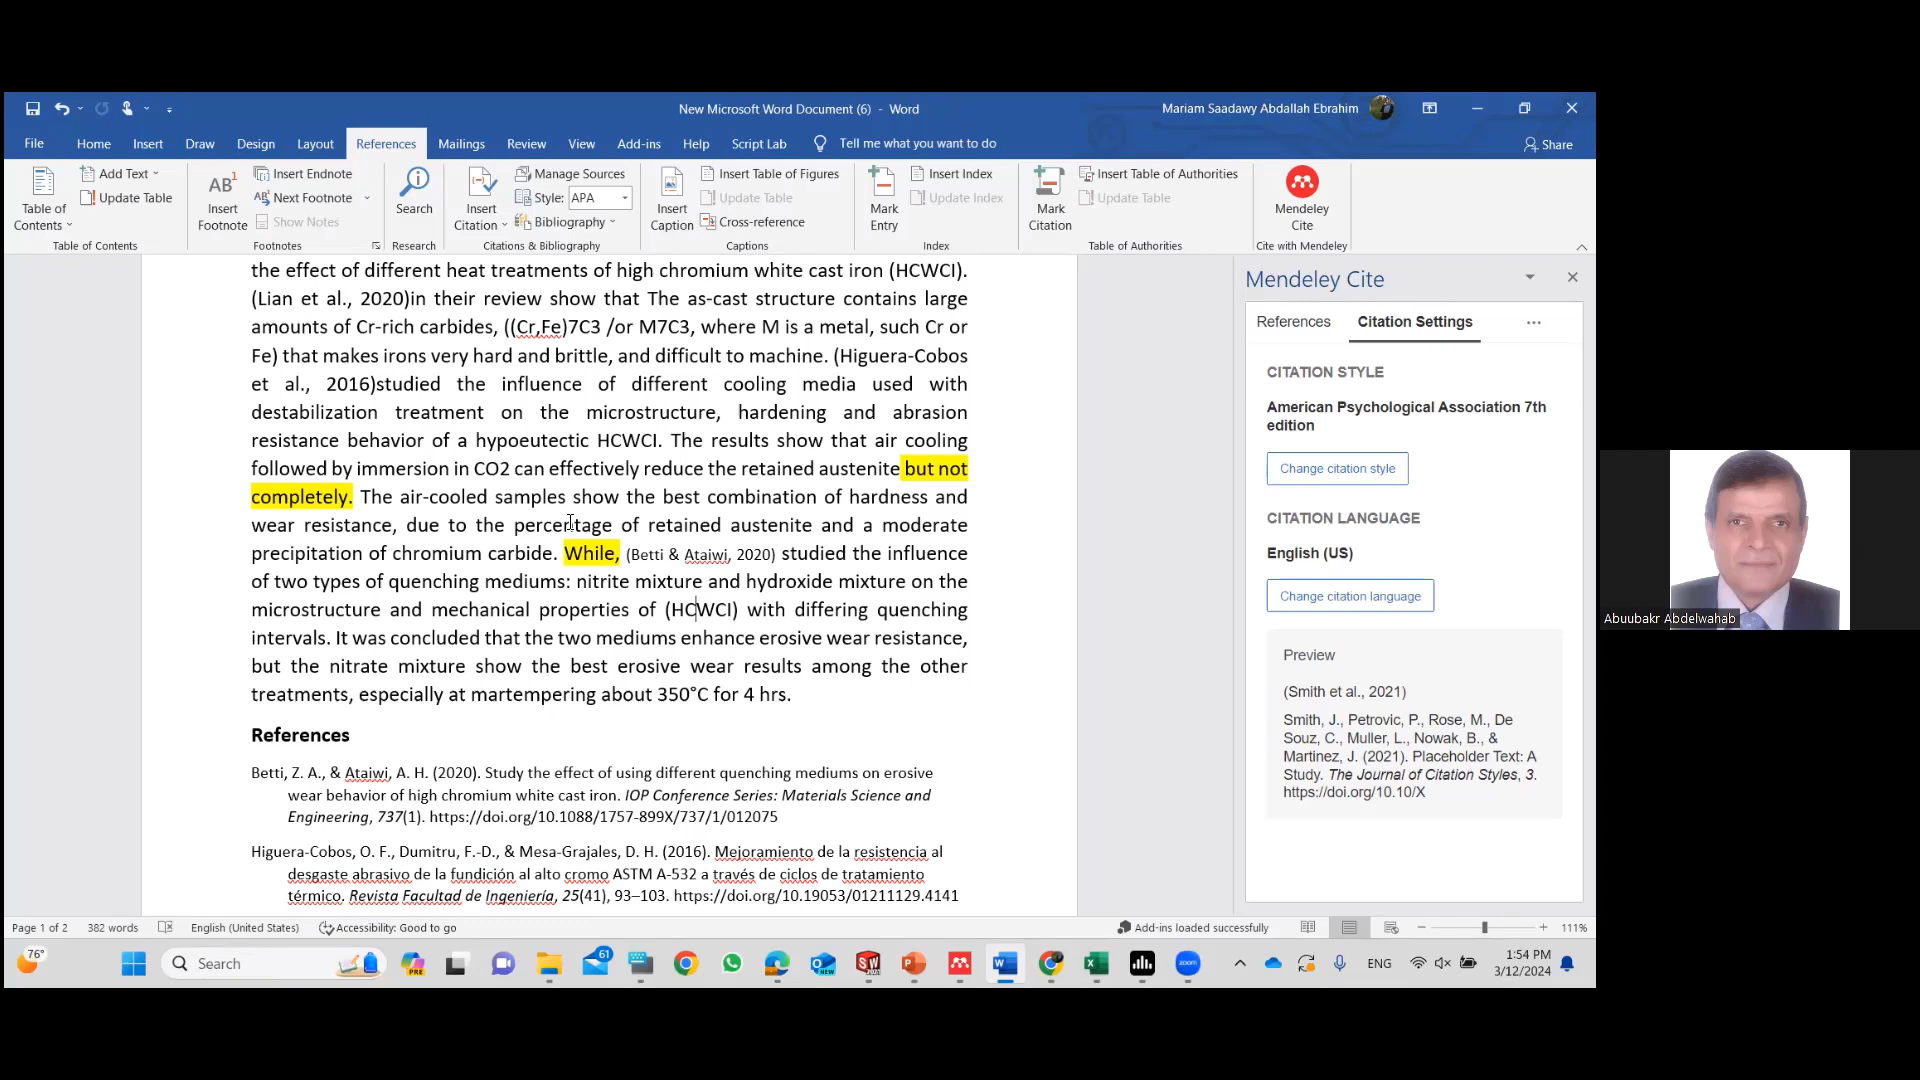 New Microsoft Word Document (6) - Word
Mariam Saadawy Abdallah Ebrahim
File Home Insert Draw Design Layout References Mailings Review View Add-ins Help Script Lab Tell me what you want to do Share
Table of Contents
Add Text
Update Table
Table of Contents
AB¹
Insert Footnote
Insert Endnote
Next Footnote
Show Notes
Footnotes
Search
Research
Insert Citation
Manage Sources
Style: APA
Bibliography
Citations & Bibliography
Insert Caption
Insert Table of Figures
Update Table
Cross-reference
Captions
Mark Entry
Insert Index
Update Index
Index
Mark Citation
Insert Table of Authorities
Update Table
Table of Authorities
Mendeley Cite
Cite with Mendeley
the effect of different heat treatments of high chromium white cast iron (HCWCI).
(Lian et al., 2020)in their review show that The as-cast structure contains large
amounts of Cr-rich carbides, ((Cr,Fe)7C3 /or M7C3, where M is a metal, such Cr or
Fe) that makes irons very hard and brittle, and difficult to machine. (Higuera-Cobos
et al., 2016)studied the influence of different cooling media used with
destabilization treatment on the microstructure, hardening and abrasion
resistance behavior of a hypoeutectic HCWCI. The results show that air cooling
followed by immersion in CO2 can effectively reduce the retained austenite but not
completely. The air-cooled samples show the best combination of hardness and
wear resistance, due to the percentage of retained austenite and a moderate
precipitation of chromium carbide. While, (Betti & Ataiwi, 2020) studied the influence
of two types of quenching mediums: nitrite mixture and hydroxide mixture on the
microstructure and mechanical properties of (HCWCI) with differing quenching
intervals. It was concluded that the two mediums enhance erosive wear resistance,
but the nitrate mixture show the best erosive wear results among the other
treatments, especially at martempering about 350°C for 4 hrs.
References
Betti, Z. A., & Ataiwi, A. H. (2020). Study the effect of using different quenching mediums on erosive
wear behavior of high chromium white cast iron. IOP Conference Series: Materials Science and
Engineering, 737(1). https://doi.org/10.1088/1757-899X/737/1/012075
Higuera-Cobos, O. F., Dumitru, F.-D., & Mesa-Grajales, D. H. (2016). Mejoramiento de la resistencia al
desgaste abrasivo de la fundición al alto cromo ASTM A-532 a través de ciclos de tratamiento
térmico. Revista Facultad de Ingeniería, 25(41), 93–103. https://doi.org/10.19053/01211129.4141
Mendeley Cite
References Citation Settings ...
CITATION STYLE
American Psychological Association 7th
edition
Change citation style
CITATION LANGUAGE
English (US)
Change citation language
Preview
(Smith et al., 2021)
Smith, J., Petrovic, P., Rose, M., De
Souz, C., Muller, L., Nowak, B., &
Martinez, J. (2021). Placeholder Text: A
Study. The Journal of Citation Styles, 3.
https://doi.org/10.10/X
Abuubakr Abdelwahab
Page 1 of 2 382 words English (United States) Accessibility: Good to go Add-ins loaded successfully 111%
76°
Search
PRE
61
NEW
SW
2021
zoom
ENG
1:54 PM
3/12/2024